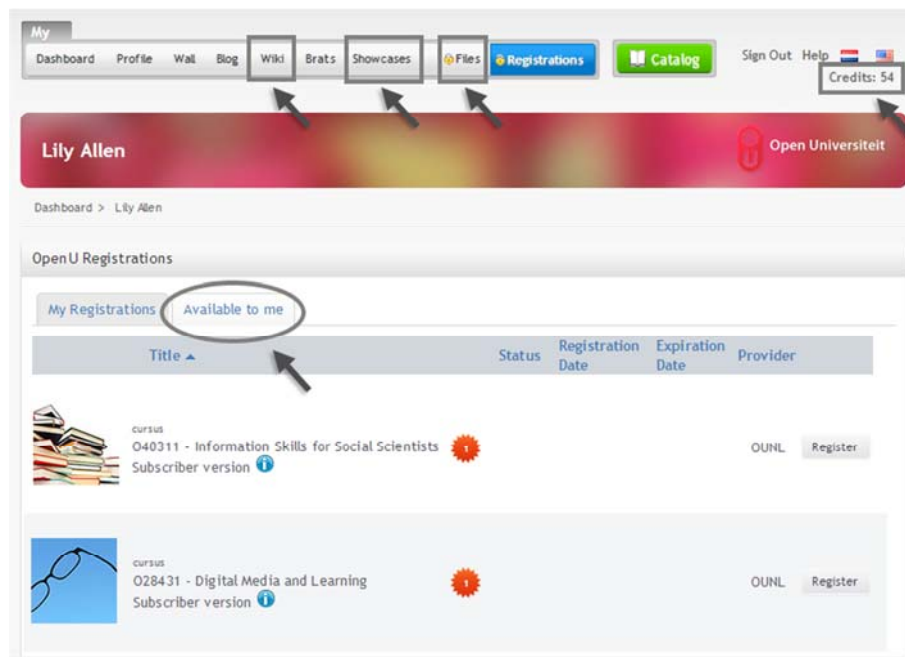 My
Dashboard Profile Wall Blog Wiki Brats Showcases Files Registrations Catalog Sign Out Help
Credits: 54
Lily Allen
Open Universiteit
Dashboard > Lily Allen
Open U Registrations
My Registrations Available to me
Title Status Registration Date Expiration Date Provider
cursus
O40311 - Information Skills for Social Scientists 1 OUNL Register
Subscriber version i
cursus
O28431 - Digital Media and Learning 1 OUNL Register
Subscriber version i